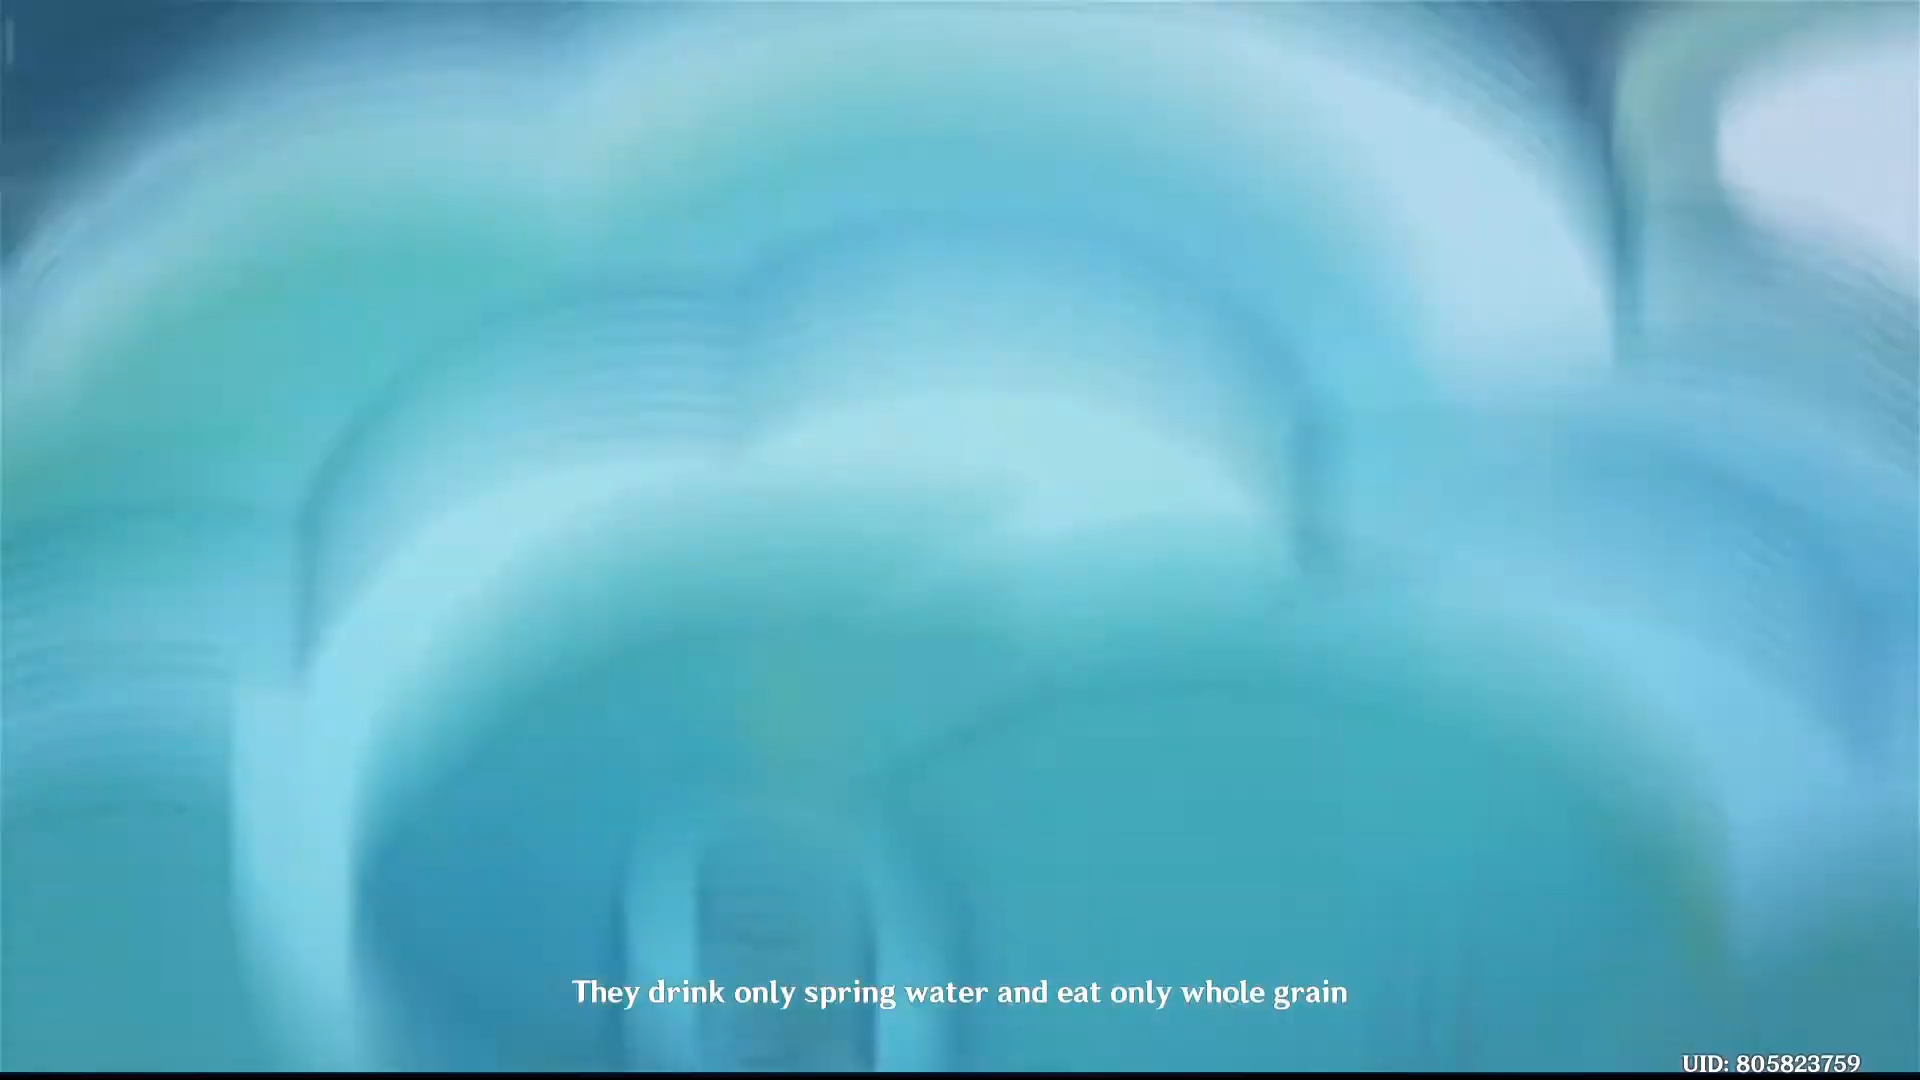 They drink only spring water and eat only whole grain
UID: 805823759